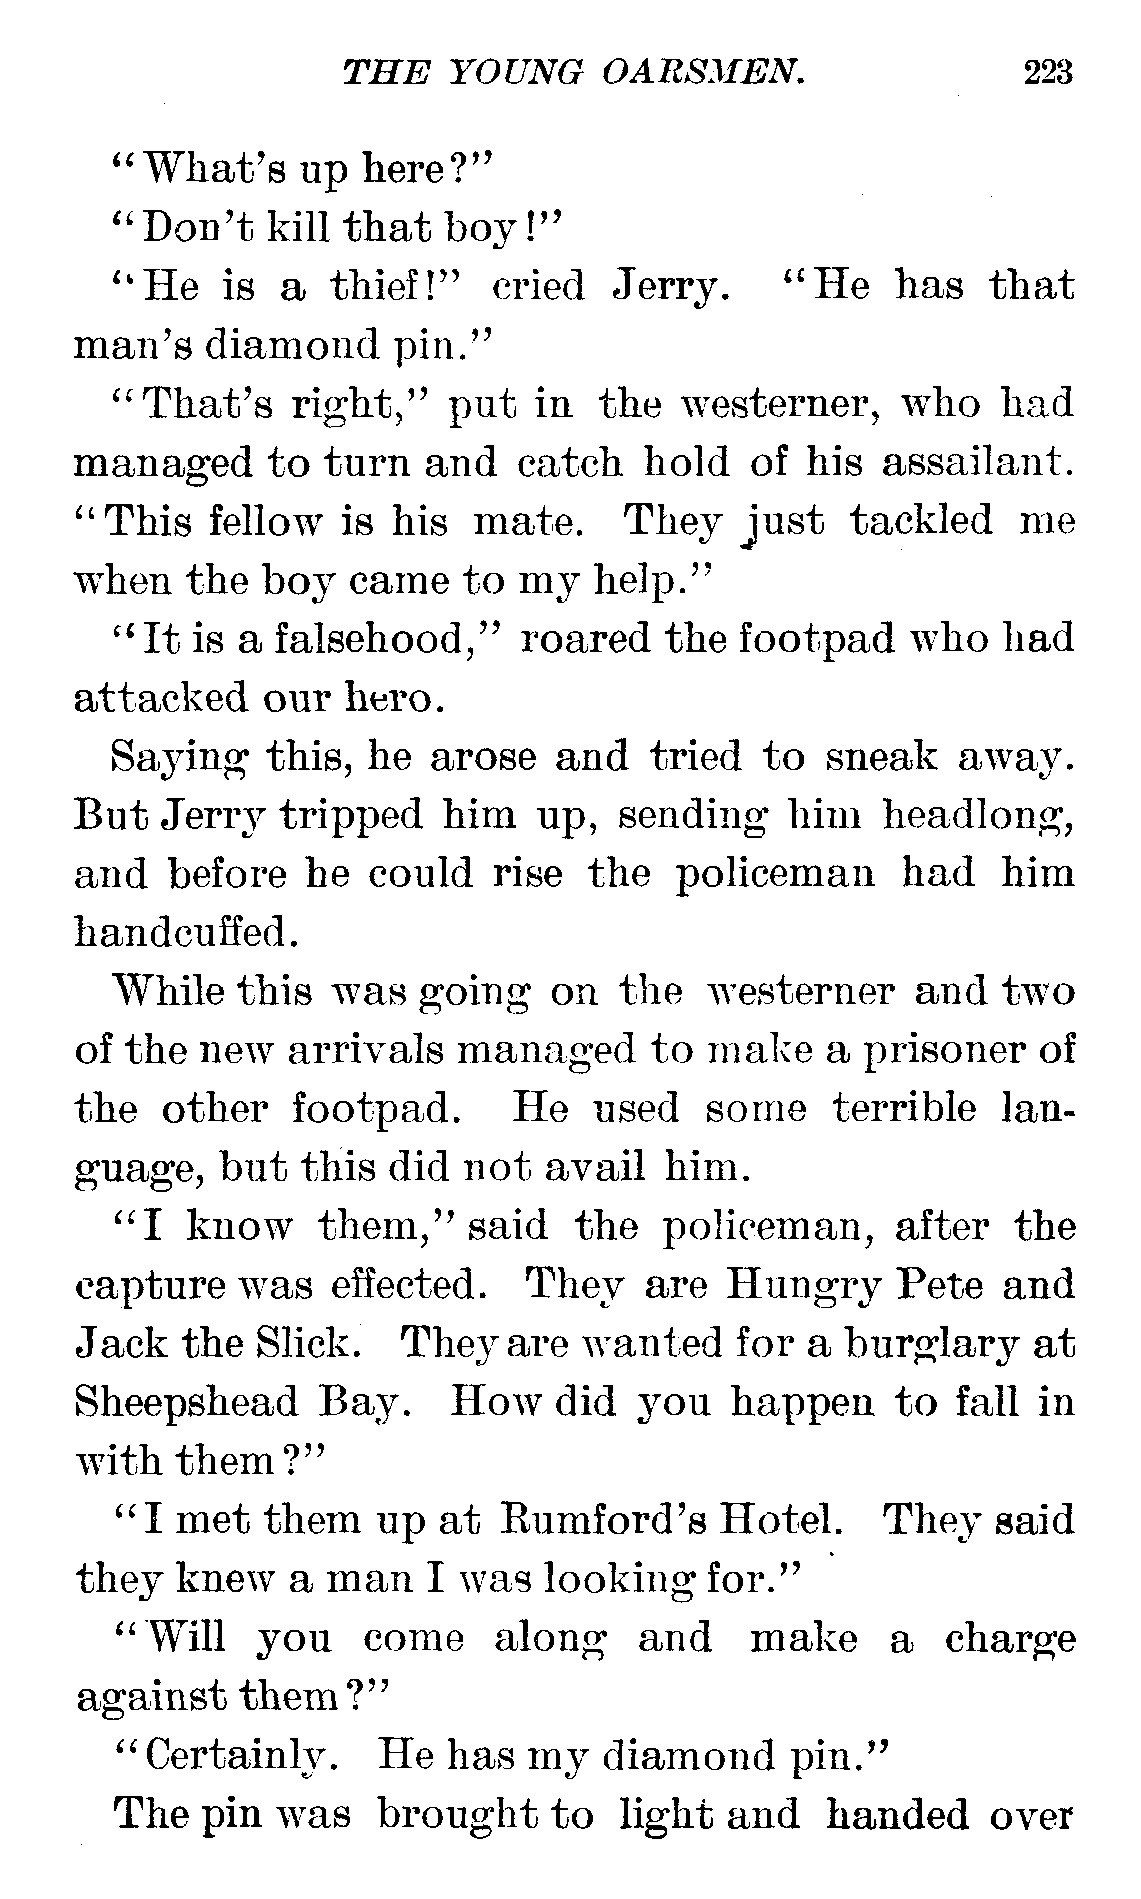 THE YOUNG OARSMEN. 223
"What's up here?"
"Don't kill that boy!"
"He is a thief!" cried Jerry. "He has that
man's diamond pin."
"That's right," put in the westerner, who had
managed to turn and catch hold of his assailant.
"This fellow is his mate. They just tackled me
when the boy came to my help."
"It is a falsehood," roared the footpad who had
attacked our hero.
Saying this, he arose and tried to sneak away.
But Jerry tripped him up, sending him headlong,
and before he could rise the policeman had him
handcuffed.
While this was going on the westerner and two
of the new arrivals managed to make a prisoner of
the other footpad. He used some terrible lan-
guage, but this did not avail him.
"I know them," said the policeman, after the
capture was effected. They are Hungry Pete and
Jack the Slick. They are wanted for a burglary at
Sheepshead Bay. How did you happen to fall in
with them?"
"I met them up at Rumford's Hotel. They said
they knew a man I was looking for."
"Will you come along and make a charge
against them?"
"Certainly. He has my diamond pin."
The pin was brought to light and handed over